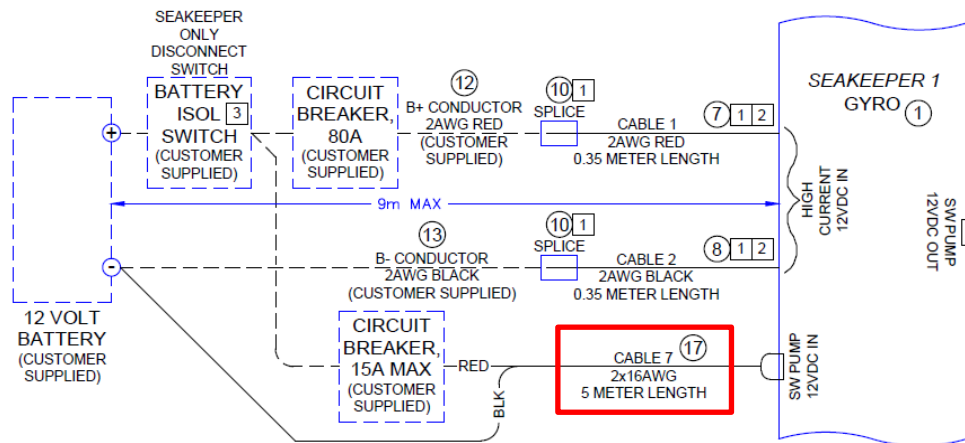 SEAKEEPER
ONLY
DISCONNECT
SWITCH
BATTERY
ISOL 3
SWITCH
(CUSTOMER
SUPPLIED)
CIRCUIT
BREAKER,
80A
(CUSTOMER
SUPPLIED)
12
B+ CONDUCTOR
2AWG RED
(CUSTOMER
SUPPLIED)
10 1
SPLICE
CABLE 1
2AWG RED
0.35 METER LENGTH
7 1 2
SEAKEEPER 1
GYRO 1
+
9m MAX
HIGH
CURRENT
12VDC IN
SW PUMP
12VDC OUT
13
B- CONDUCTOR
2AWG BLACK
(CUSTOMER SUPPLIED)
10 1
SPLICE
CABLE 2
2AWG BLACK
0.35 METER LENGTH
8 1 2
-
12 VOLT
BATTERY
(CUSTOMER
SUPPLIED)
CIRCUIT
BREAKER,
15A MAX
(CUSTOMER
SUPPLIED)
RED
BLK
CABLE 7 17
2x16AWG
5 METER LENGTH
SW PUMP
12VDC IN